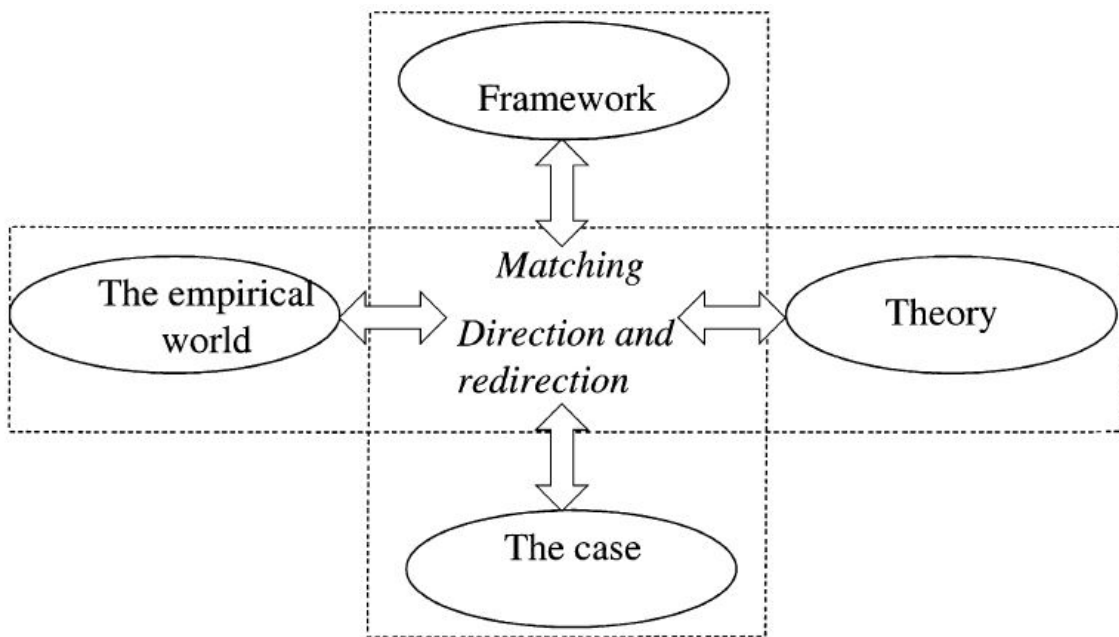 Framework
Matching
The empirical
world
Theory
Direction and
redirection
The case